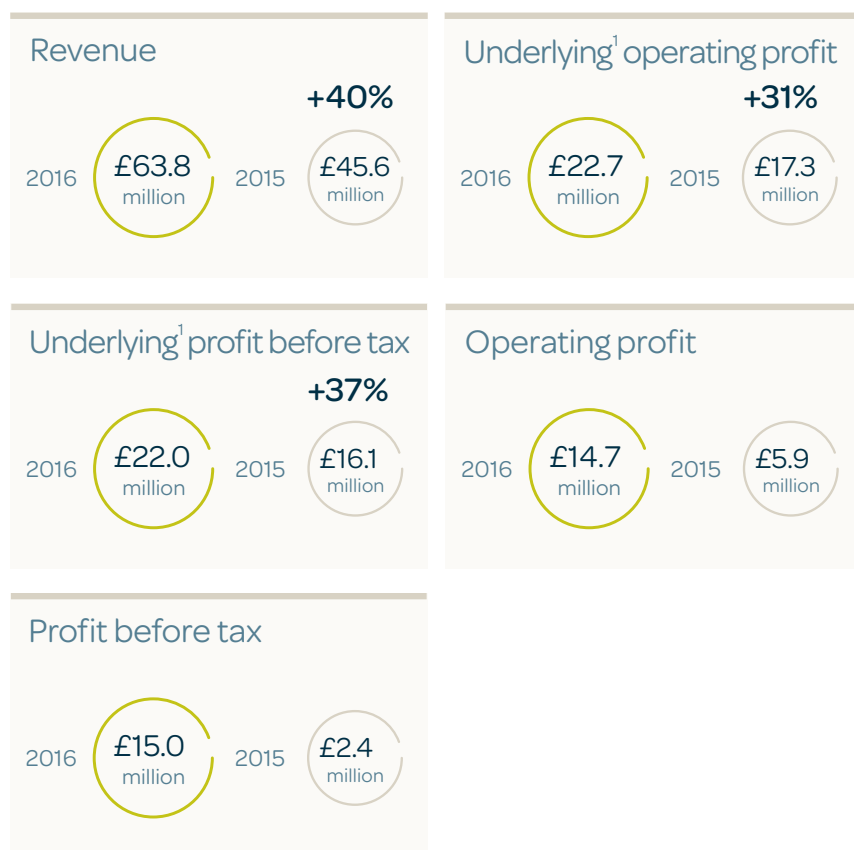 Revenue
+40%
2016 £63.8 million 2015 £45.6 million
Underlying¹ operating profit
+31%
2016 £22.7 million 2015 £17.3 million
Underlying¹ profit before tax
+37%
2016 £22.0 million 2015 £16.1 million
Operating profit
2016 £14.7 million 2015 £5.9 million
Profit before tax
2016 £15.0 million 2015 £2.4 million